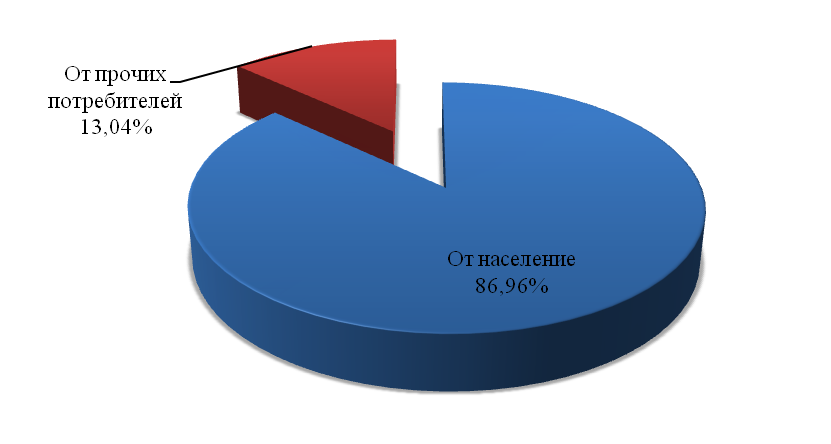 От прочих
потребителей
13,04%
От население
86,96%